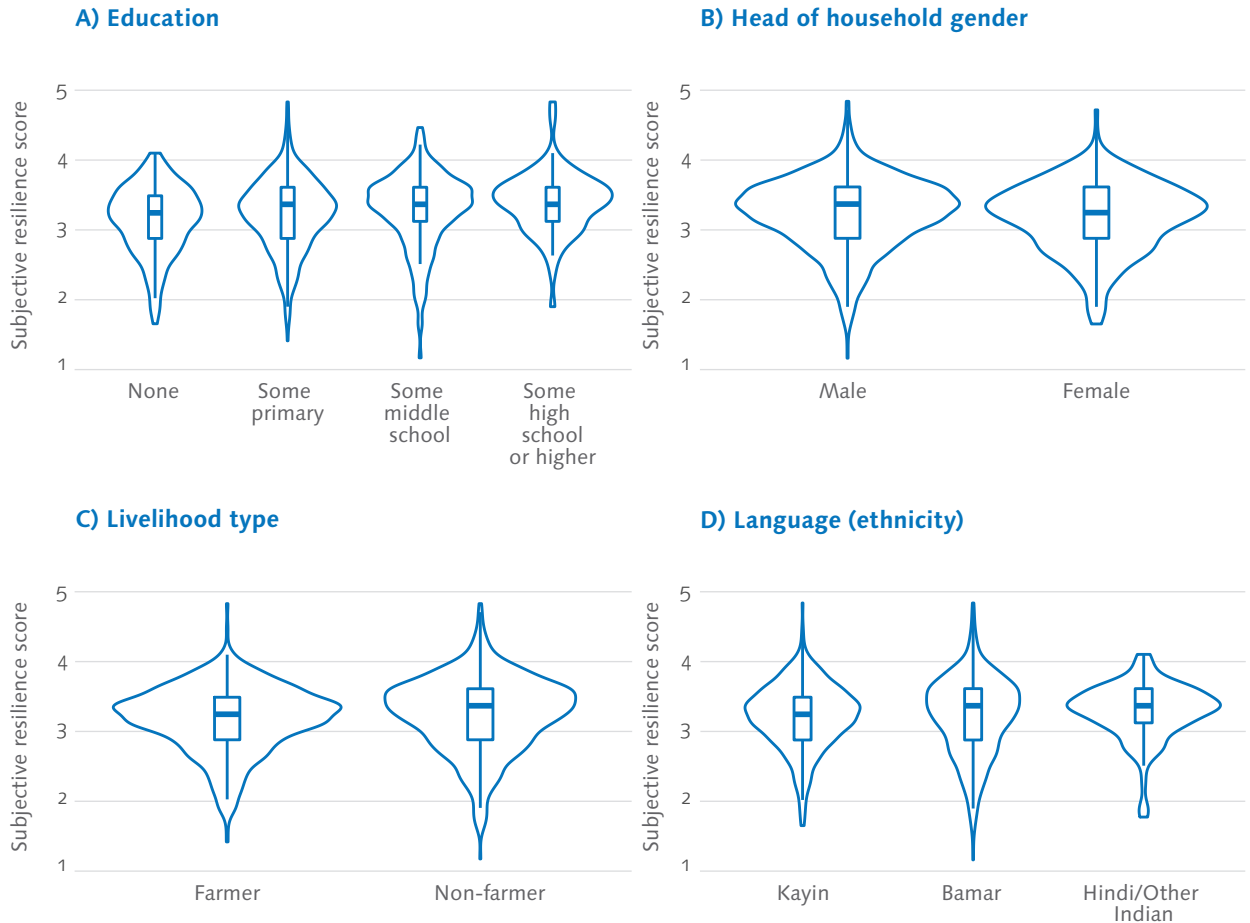 A) Education
Subjective resilience score
5
4
3
2
1
None
Some
primary
Some
middle
school
Some
high
school
or higher
B) Head of household gender
Subjective resilience score
5
4
3
2
1
Male
Female
C) Livelihood type
Subjective resilience score
5
4
3
2
1
Farmer
Non-farmer
D) Language (ethnicity)
Subjective resilience score
5
4
3
2
1
Kayin
Bamar
Hindi/Other
Indian